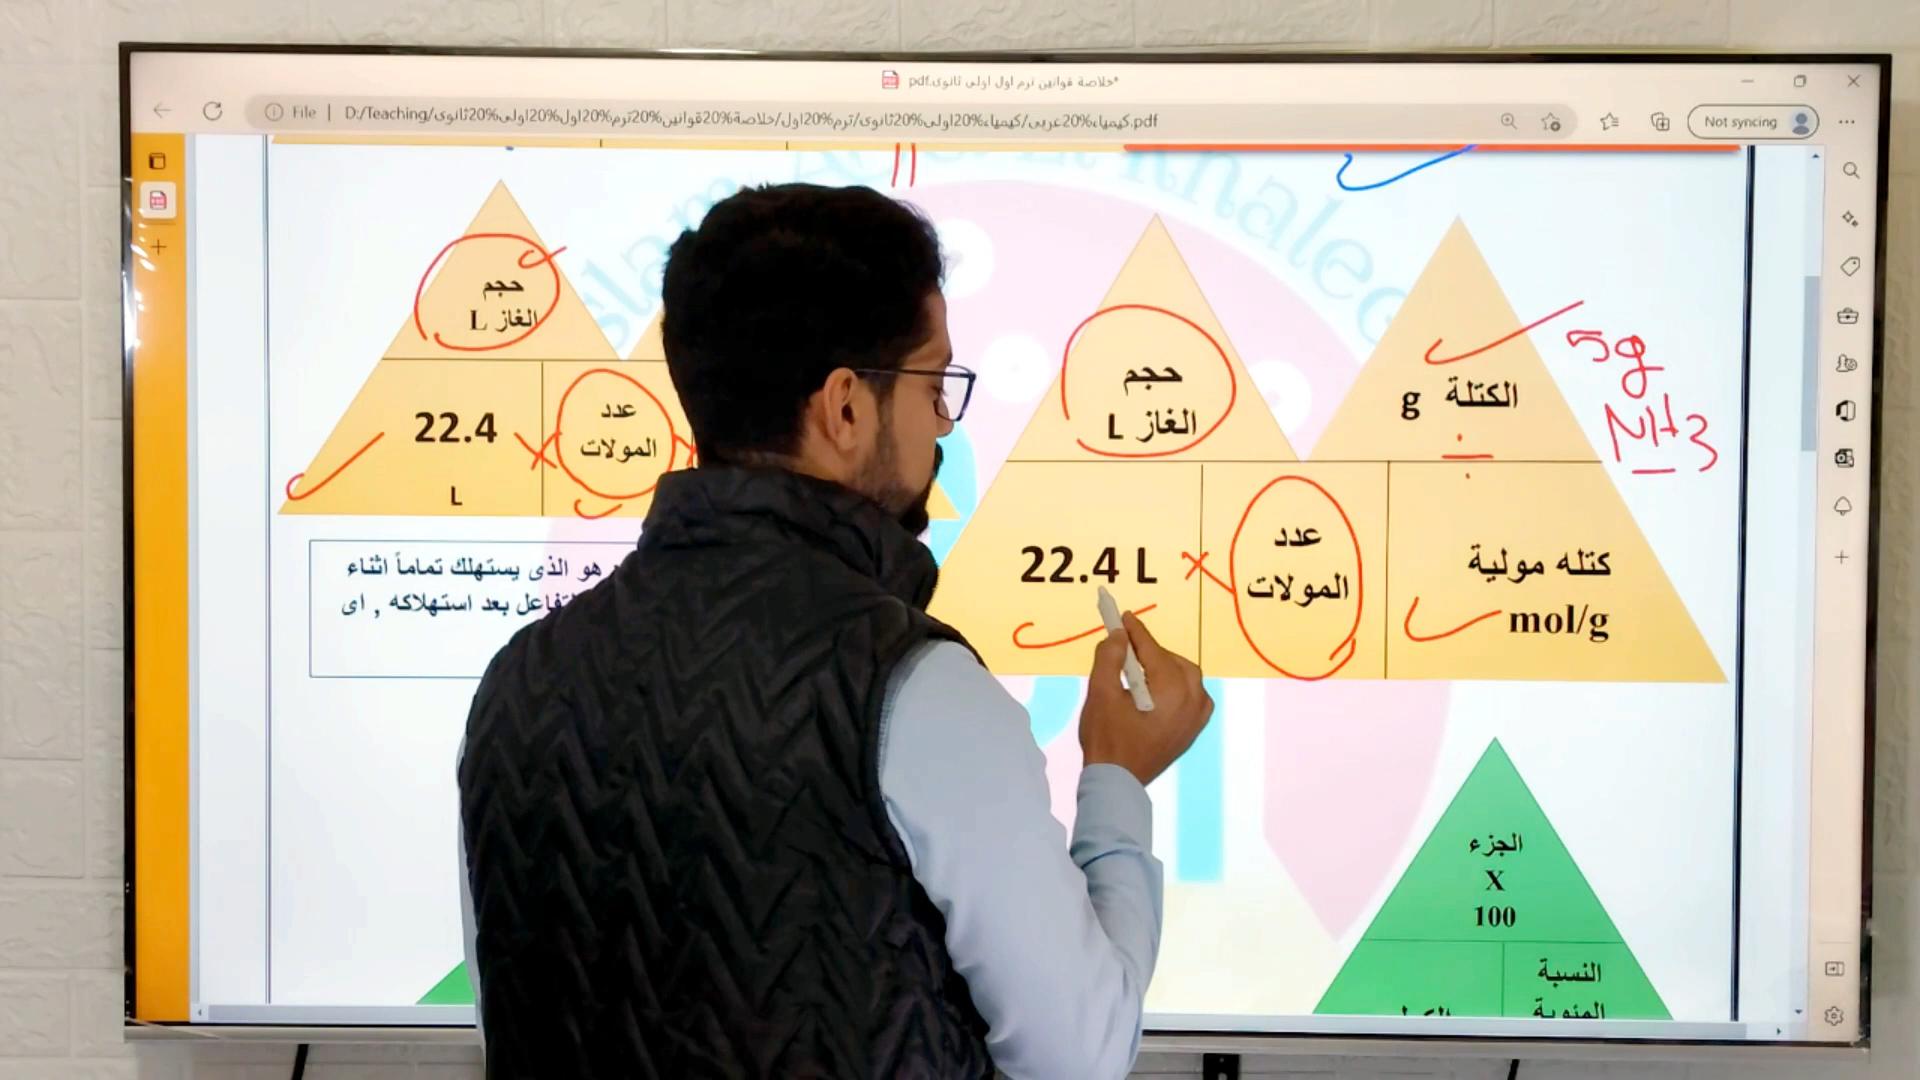 *خلاصة قوانين ترم اول اولى ثانوى.pdf
File | D:/Teaching/كيمياء%20عربى/كيمياء%20اولى%20ثانوى/ترم%20اول/خلاصة%20قوانين%20ترم%20اول%20اولى%20ثانوى.pdf
Not syncing
حجم
الغاز L
22.4
L
عدد
المولات
حجم
الغاز L
الكتلة g
5g
NH3
22.4 L
عدد
المولات
كتله مولية
mol/g
هو الذى يستهلك تماماً اثناء
بعد استهلاكه , اى
الجزء
X
100
النسبة
المئوية